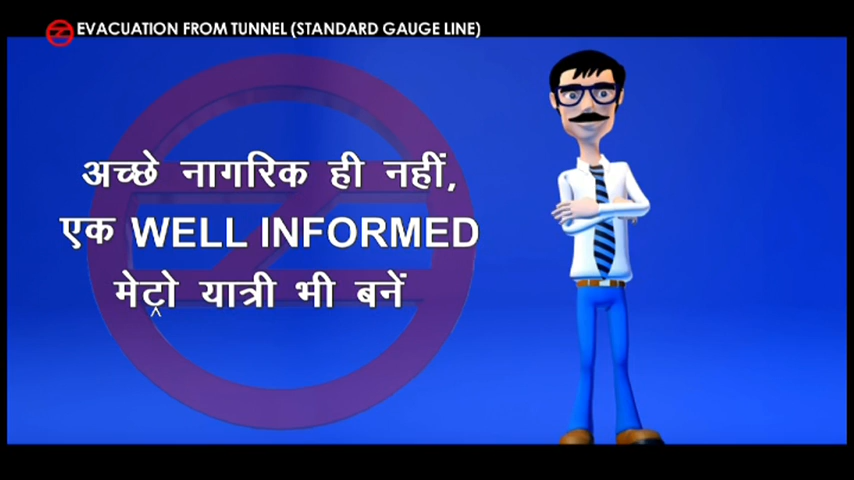 EVACUATION FROM TUNNEL (STANDARD GAUGE LINE)
अच्छे नागरिक ही नहीं,
एक WELL INFORMED
मेट्रो यात्री भी बनें